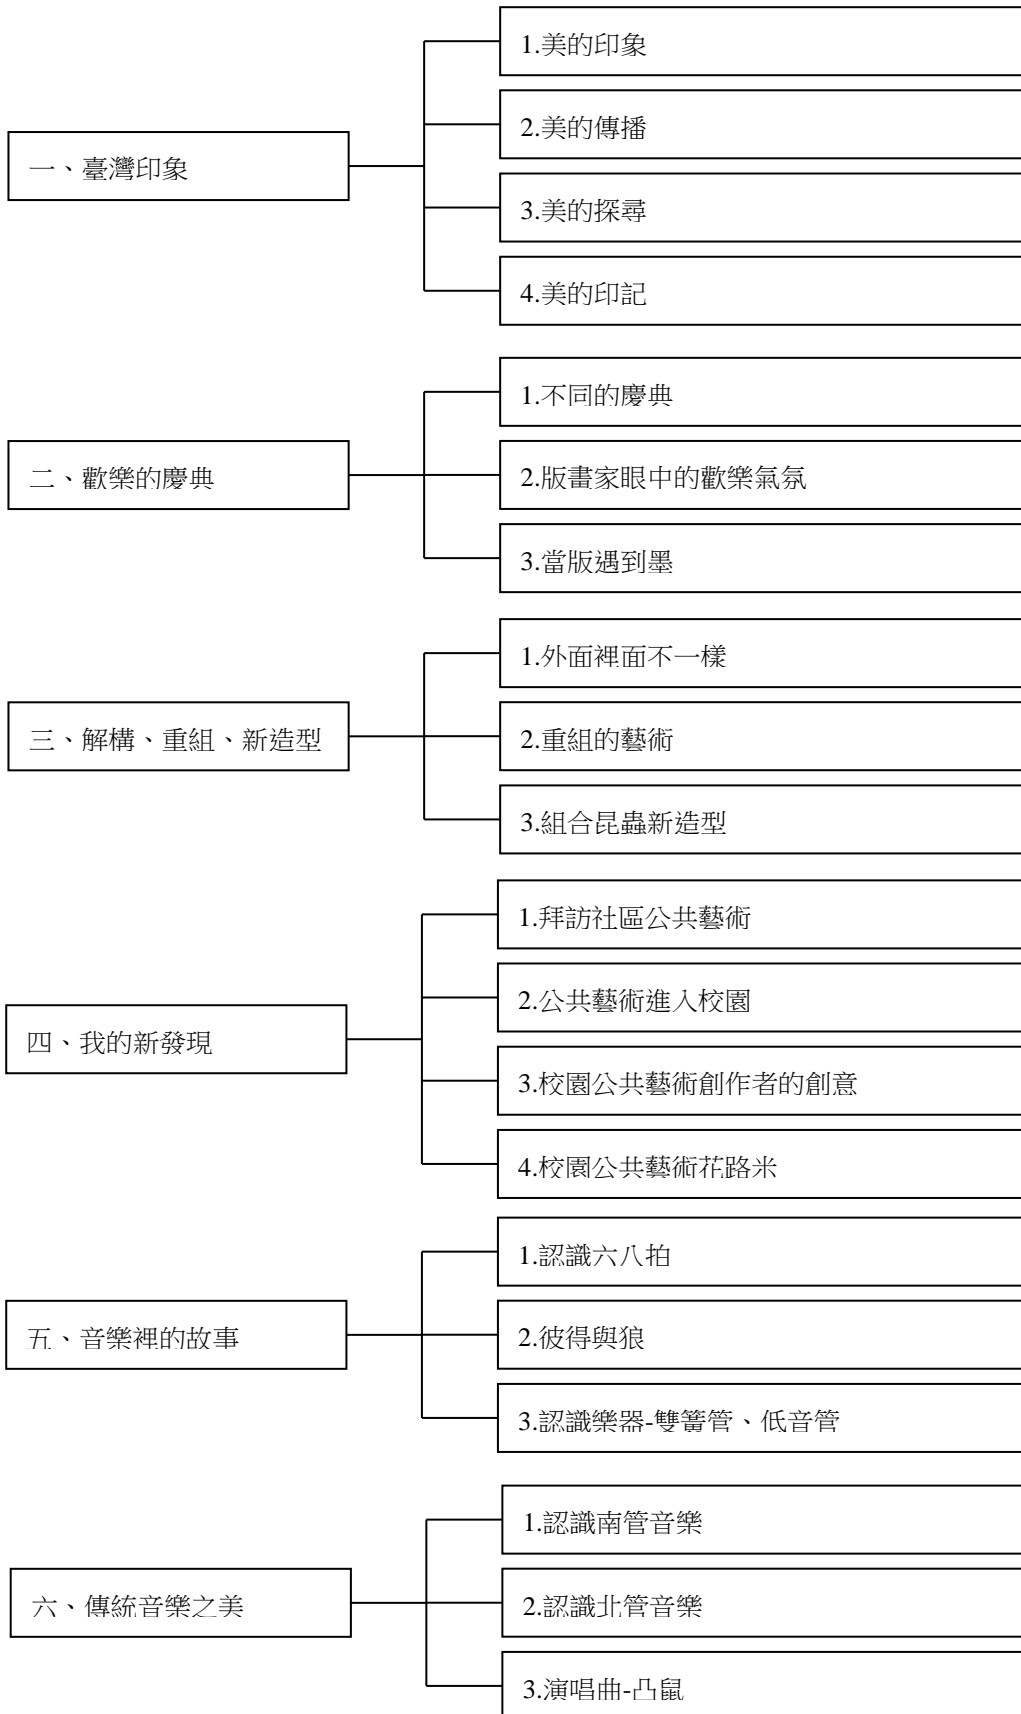 一、臺灣印象
1.美的印象
2.美的傳播
3.美的探尋
4.美的印記
二、歡樂的慶典
1.不同的慶典
2.版畫家眼中的歡樂氣氛
3.當版遇到墨
三、解構、重組、新造型
1.外面裡面不一樣
2.重組的藝術
3.組合昆蟲新造型
四、我的新發現
1.拜訪社區公共藝術
2.公共藝術進入校園
3.校園公共藝術創作者的創意
4.校園公共藝術花路米
五、音樂裡的故事
1.認識六八拍
2.彼得與狼
3.認識樂器-雙簧管、低音管
六、傳統音樂之美
1.認識南管音樂
2.認識北管音樂
3.演唱曲-凸鼠